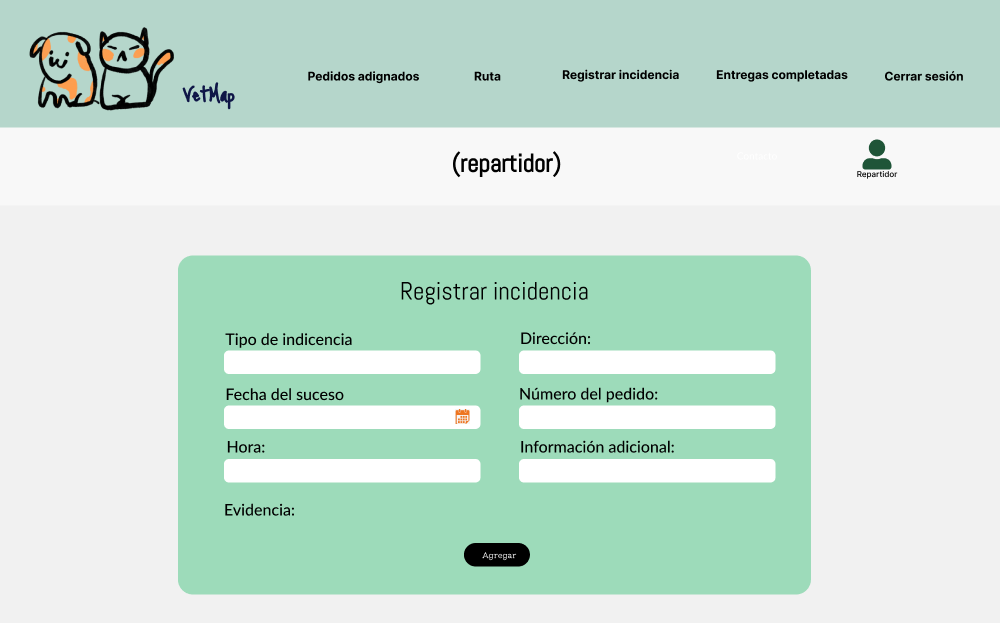 VetMap
Pedidos adignados
Ruta
Registrar incidencia
Entregas completadas
Cerrar sesión
(repartidor)
Repartidor
Registrar incidencia
Tipo de indicencia
Dirección:
Fecha del suceso
Número del pedido:
Hora:
Información adicional:
Evidencia:
Agregar